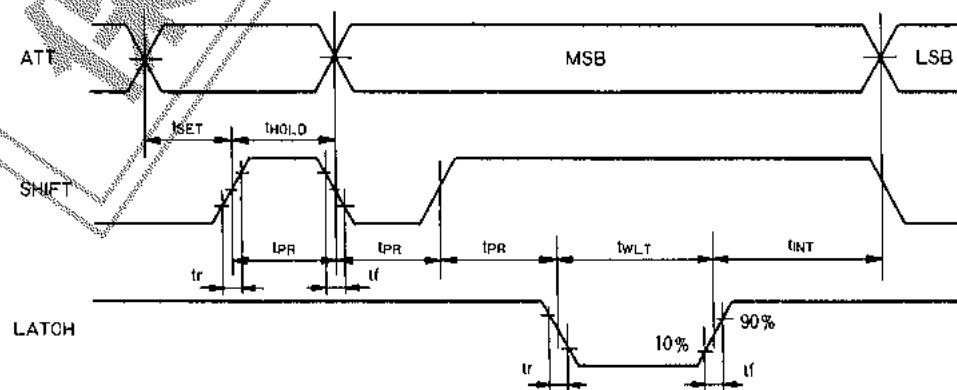 ATT MSB LSB
tSET tHOLD
SHIFT
tPR tPR tPR tWLT tINT
tr tf
LATCH
10% 90%
tr tf